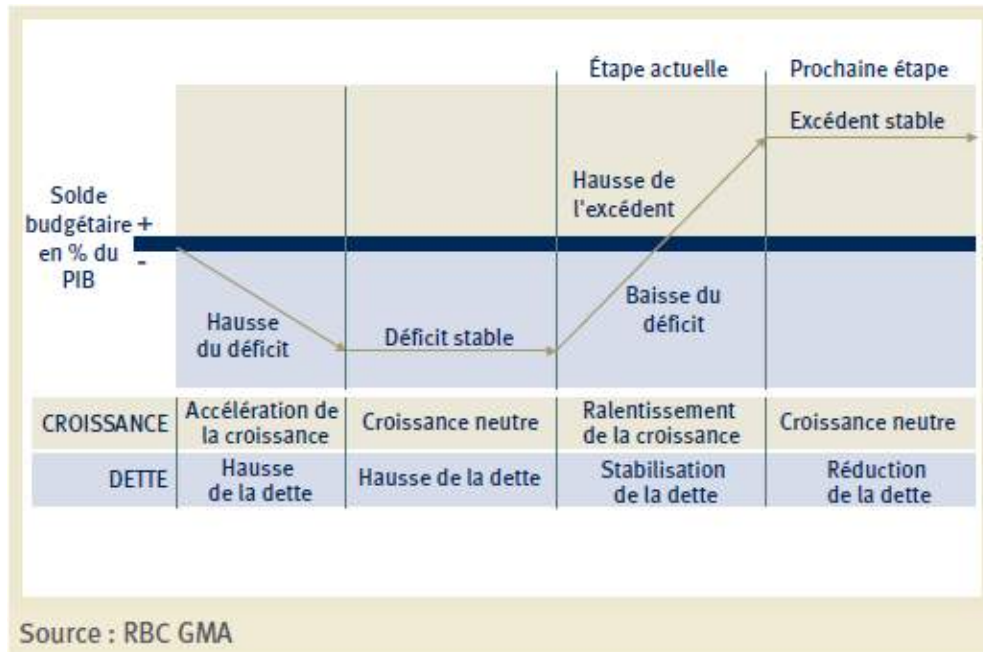 Étape actuelle
Prochaine étape
Excédent stable
Hausse de
l'excédent
Solde
budgétaire +
en % du
-
PIB
Baisse du
déficit
Hausse
du déficit
Déficit stable
CROISSANCE
Accélération de
la croissance
Croissance neutre
Ralentissement
de la croissance
Croissance neutre
DETTE
Hausse
de la dette
Hausse de la dette
Stabilisation
de la dette
Réduction
de la dette
Source : RBC GMA